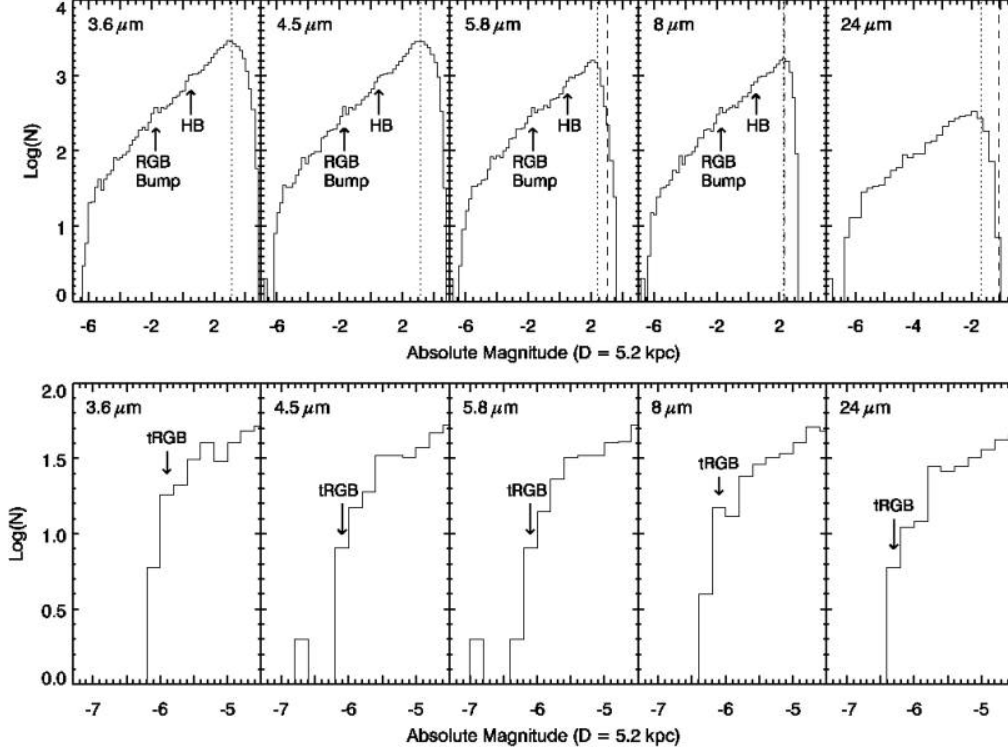 3.6 μm 4.5 μm 5.8 μm 8 μm 24 μm
4
3
2
1
0
Log(N)
HB HB HB HB
RGB Bump RGB Bump RGB Bump RGB Bump
-6 -2 2 -6 -2 2 -6 -2 2 -6 -2 2 -6 -4 -2
Absolute Magnitude (D = 5.2 kpc)
2.0
1.5
1.0
0.5
0.0
Log(N)
3.6 μm 4.5 μm 5.8 μm 8 μm 24 μm
tRGB tRGB tRGB tRGB tRGB
-7 -6 -5 -7 -6 -5 -7 -6 -5 -7 -6 -5 -7 -6 -5
Absolute Magnitude (D = 5.2 kpc)